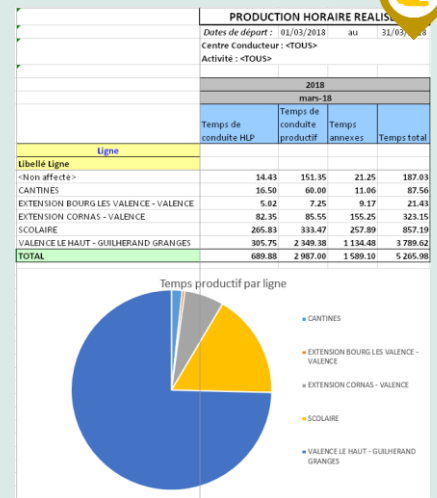 PRODUCTION HORAIRE
Dates de départ : 01/03/2018 au
Centre Conducteur : <TOUS>
Activité : <TOUS>
2018
mars-18
Temps de conduite HLP Temps de conduite productif Temps annexes Temps total
Ligne
Libellé Ligne
<Non affecté> 14.43 151.35 21.25 187.03
CANTINES 16.50 60.00 11.06 87.56
EXTENSION BOURG LES VALENCE - VALENCE 5.02 7.25 9.17 21.43
EXTENSION CORNAS - VALENCE 82.35 85.55 155.25 323.15
SCOLAIRE 265.83 333.47 257.89 857.19
VALENCE LE HAUT - GUILHERAND GRANGES 305.75 2 349.38 1 134.48 3 789.62
TOTAL 689.88 2 987.00 1 589.10 5 265.98
Temps productif par ligne
CANTINES
EXTENSION BOURG LES VALENCE -
VALENCE
EXTENSION CORNAS - VALENCE
SCOLAIRE
VALENCE LE HAUT - GUILHERAND
GRANGES